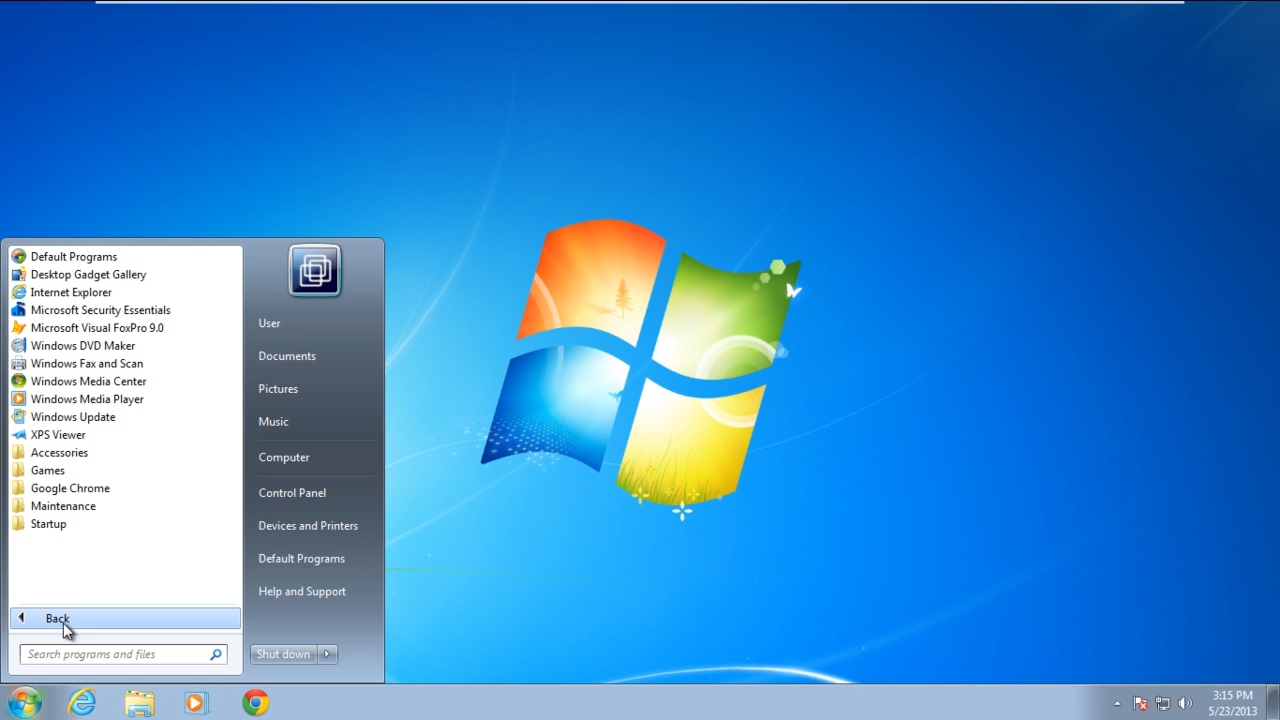 Default Programs
Desktop Gadget Gallery
Internet Explorer
Microsoft Security Essentials
Microsoft Visual FoxPro 9.0
Windows DVD Maker
Windows Fax and Scan
Windows Media Center
Windows Media Player
Windows Update
XPS Viewer
Accessories
Games
Google Chrome
Maintenance
Startup
Back
Search programs and files
User
Documents
Pictures
Music
Computer
Control Panel
Devices and Printers
Default Programs
Help and Support
Shut down
3:15 PM
5/23/2013